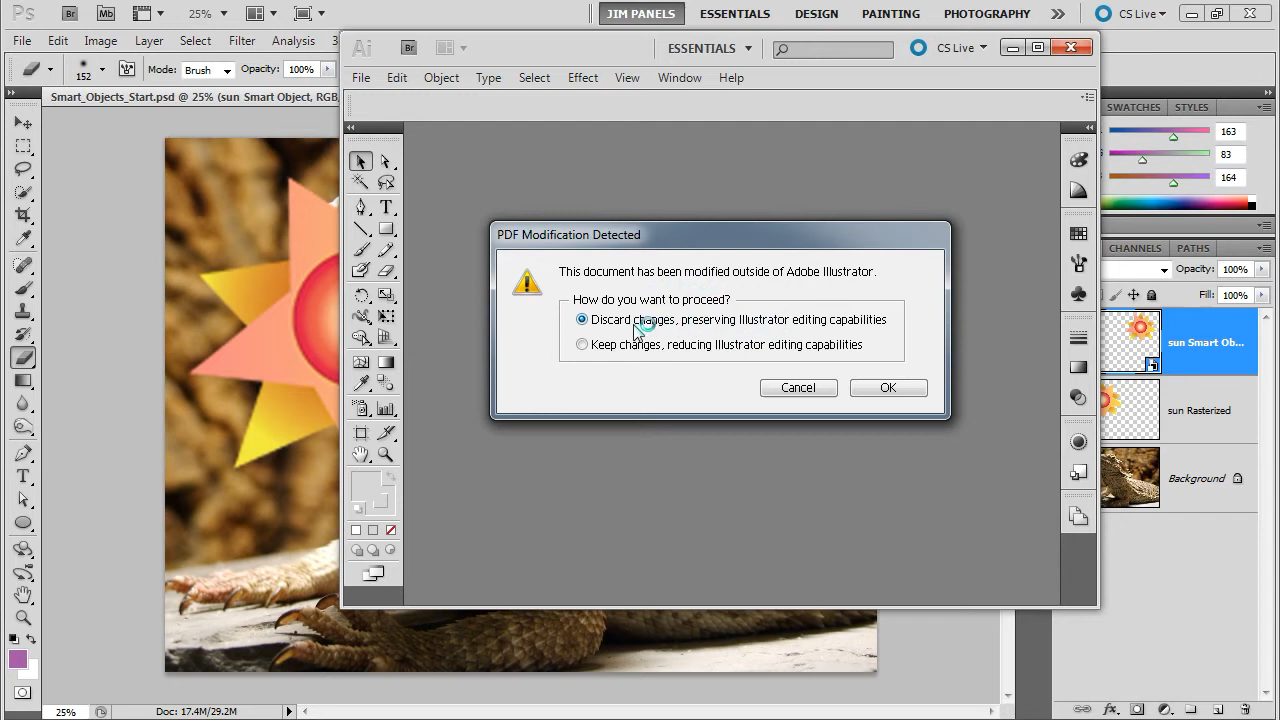 Ps
Br
Mb
25%
JIM PANELS
ESSENTIALS
DESIGN
PAINTING
PHOTOGRAPHY
CS Live
File
Edit
Image
Layer
Select
Filter
Analysis
152
Mode:
Brush
Opacity:
100%
Smart_Objects_Start.psd @ 25% (sun Smart Object, RGB
Ai
Br
ESSENTIALS
CS Live
File
Edit
Object
Type
Select
Effect
View
Window
Help
PDF Modification Detected
This document has been modified outside of Adobe Illustrator.
How do you want to proceed?
Discard changes, preserving Illustrator editing capabilities
Keep changes, reducing Illustrator editing capabilities
Cancel
OK
SWATCHES
STYLES
163
83
164
CHANNELS
PATHS
Opacity:
100%
Fill:
100%
sun Smart Ob...
sun Rasterized
Background
25%
Doc: 17.4M/29.2M